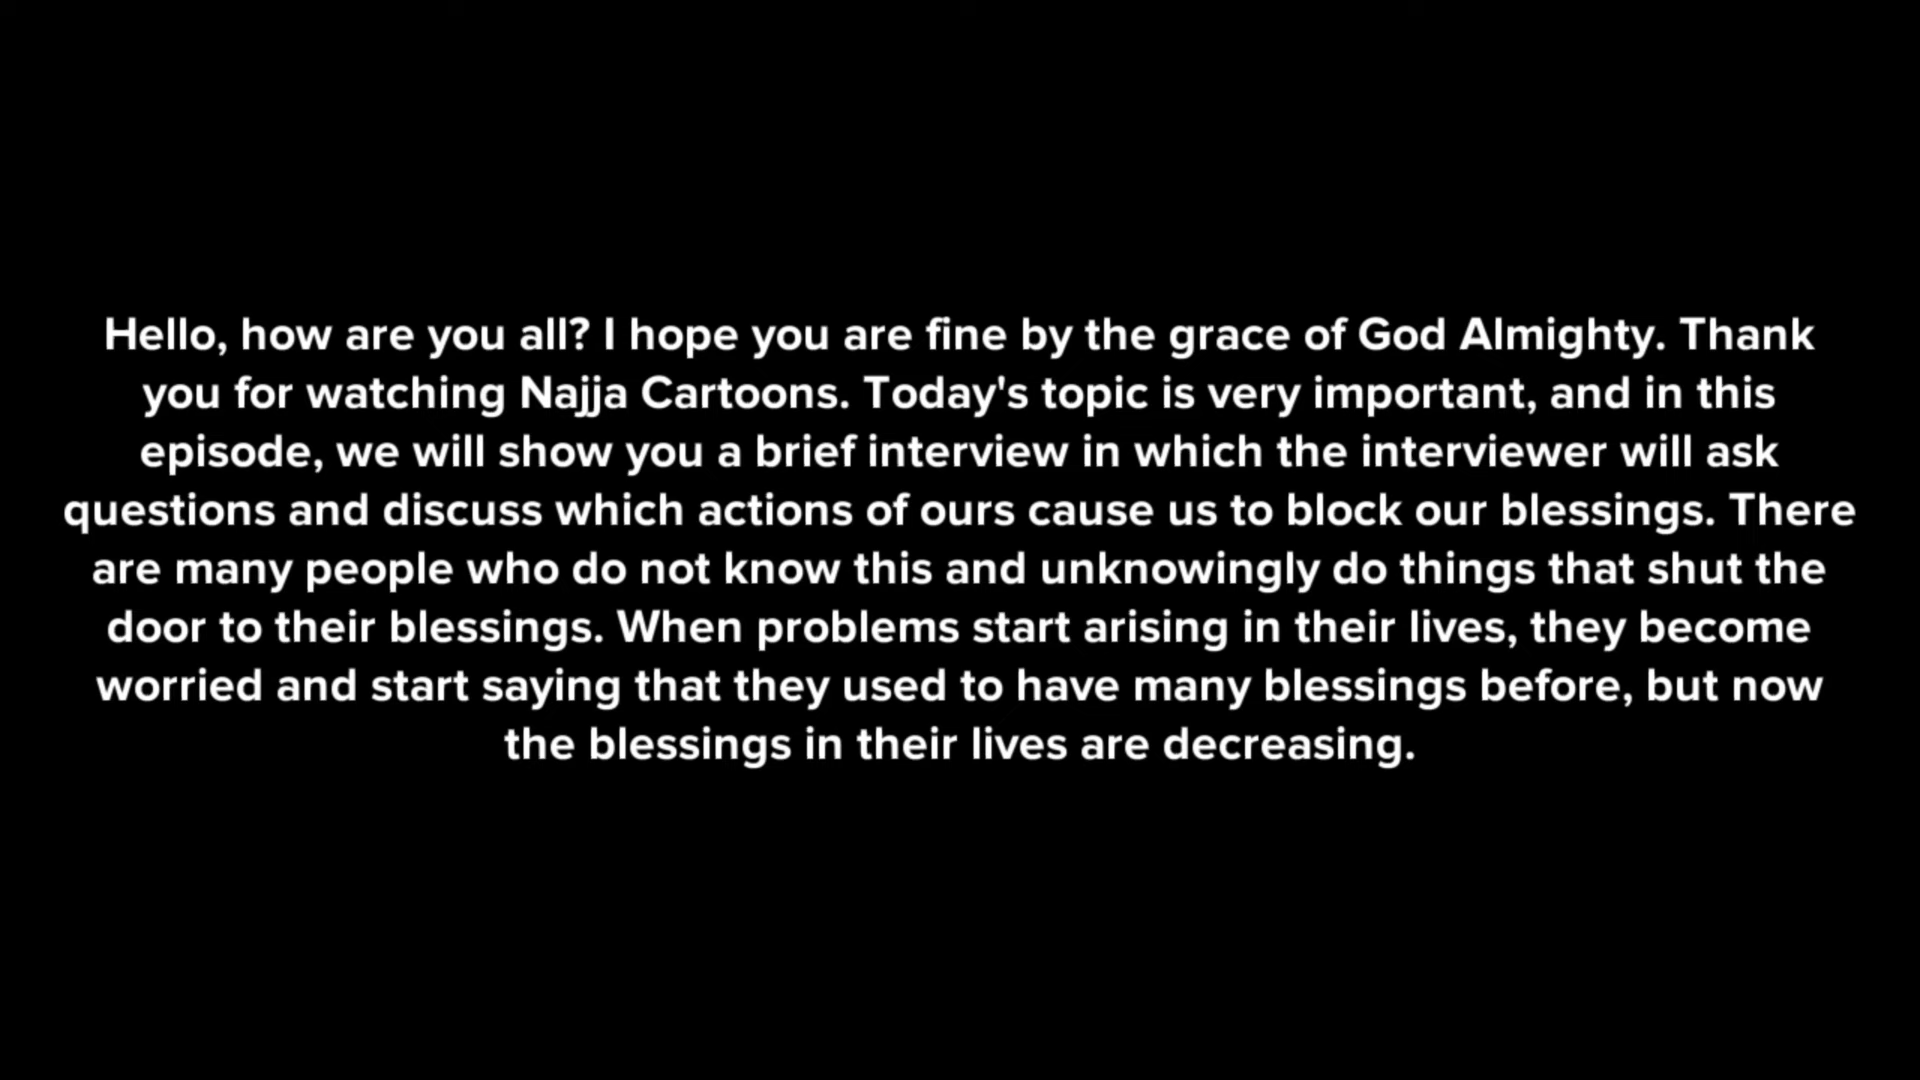 Hello, how are you all? I hope you are fine by the grace of God Almighty. Thank
you for watching Najja Cartoons. Today's topic is very important, and in this
episode, we will show you a brief interview in which the interviewer will ask
questions and discuss which actions of ours cause us to block our blessings. There
are many people who do not know this and unknowingly do things that shut the
door to their blessings. When problems start arising in their lives, they become
worried and start saying that they used to have many blessings before, but now
the blessings in their lives are decreasing.